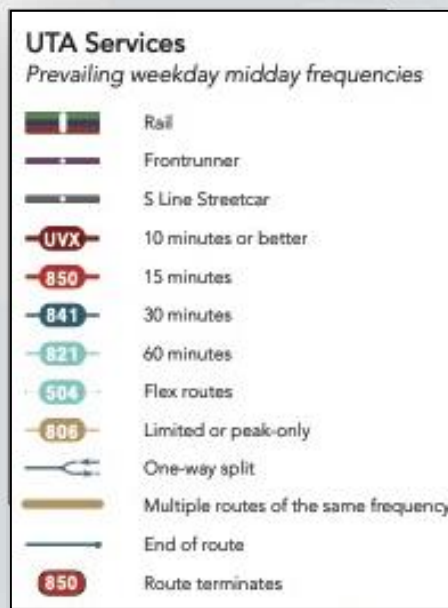 UTA Services
Prevailing weekday midday frequencies
Rail
Frontrunner
S Line Streetcar
UVX 10 minutes or better
850 15 minutes
841 30 minutes
821 60 minutes
504 Flex routes
806 Limited or peak-only
One-way split
Multiple routes of the same frequency
End of route
850 Route terminates